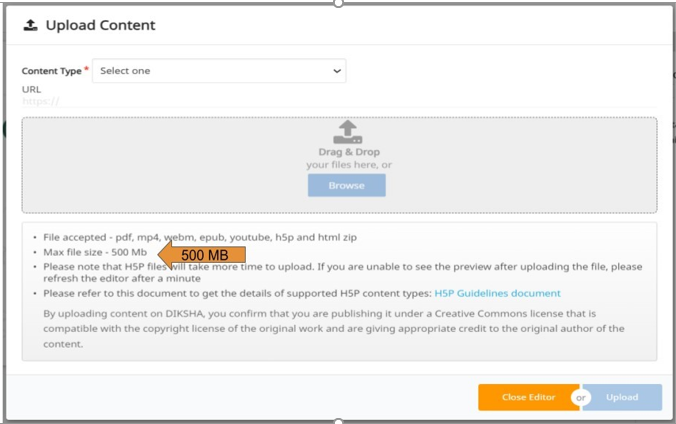 Upload Content
Content Type * Select one
URL
https://
Drag & Drop
your files here, or
Browse
• File accepted - pdf, mp4, webm, epub, youtube, h5p and html zip
• Max file size - 500 Mb
500 MB
• Please note that H5P files will take more time to upload. If you are unable to see the preview after uploading the file, please
refresh the editor after a minute
• Please refer to this document to get the details of supported H5P content types: H5P Guidelines document
By uploading content on DIKSHA, you confirm that you are publishing it under a Creative Commons license that is
compatible with the copyright license of the original work and are giving appropriate credit to the original author of the
content.
Close Editor or Upload